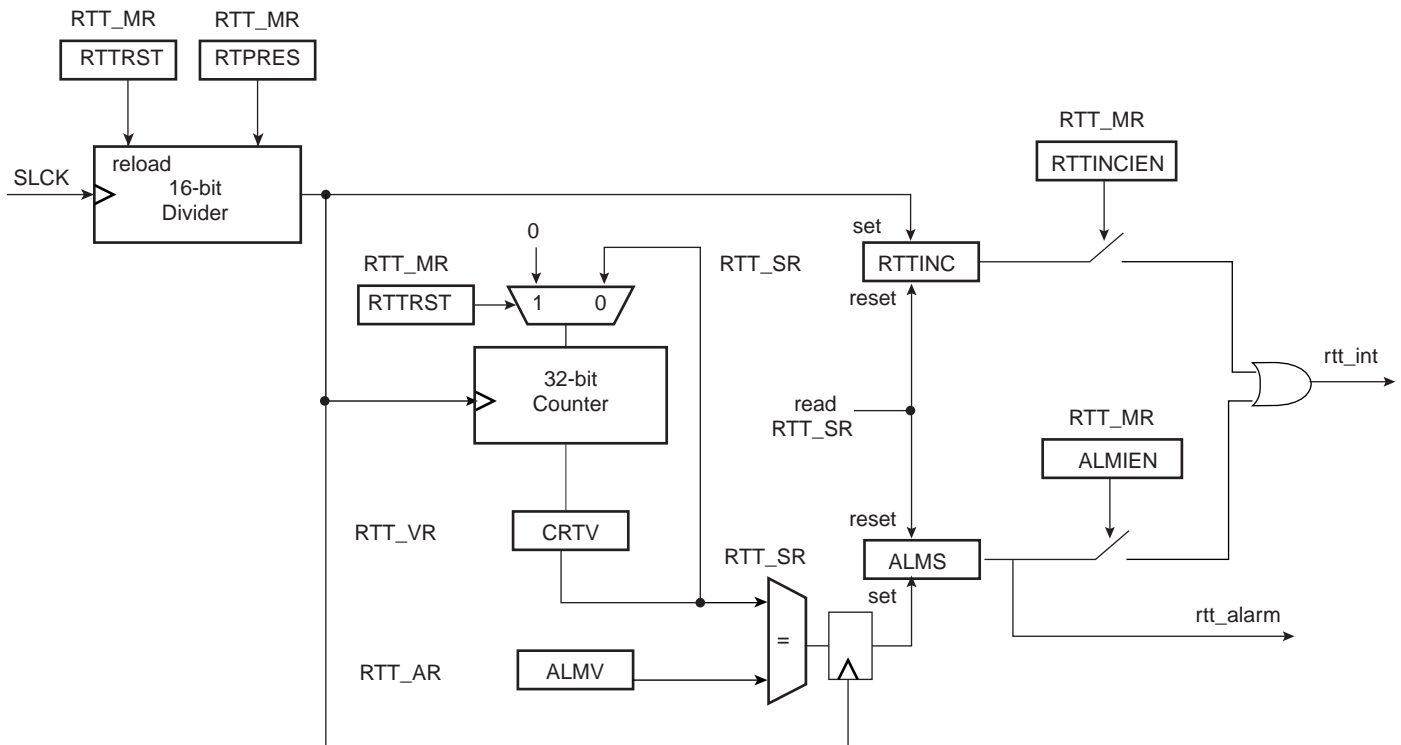 RTT_MR
RTT_MR
RTTRST
RTPRES
reload
16-bit
Divider
SLCK
RTT_MR
RTTINCIEN
0
set
RTT_MR
RTT_SR
RTTINC
RTTRST
1
0
reset
32-bit
Counter
rtt_int
read
RTT_SR
RTT_MR
ALMIEN
reset
RTT_VR
CRTV
RTT_SR
ALMS
set
rtt_alarm
=
RTT_AR
ALMV